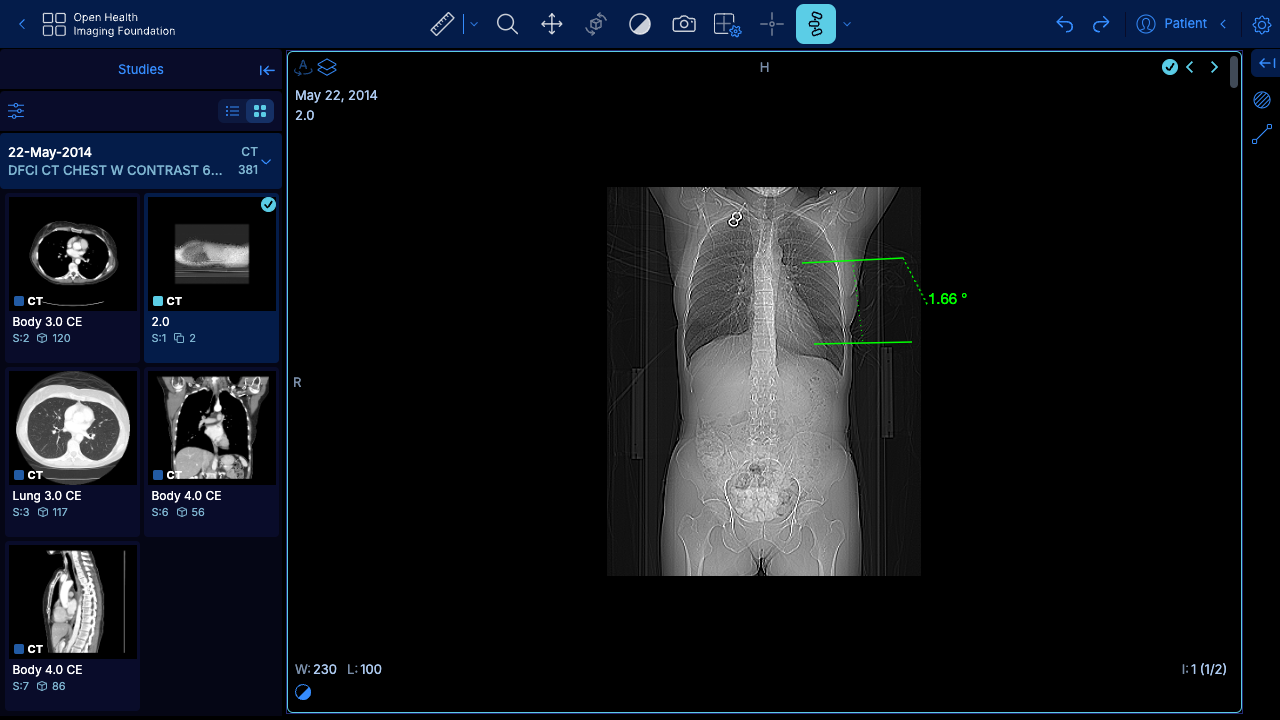 Open Health
Imaging Foundation
Patient
Studies
22-May-2014
CT
DFCI CT CHEST W CONTRAST 6...
381
CT
Body 3.0 CE
S:2 120
CT
2.0
S:1 2
CT
Lung 3.0 CE
S:3 117
CT
Body 4.0 CE
S:6 56
CT
Body 4.0 CE
S:7 86
A
H
May 22, 2014
2.0
R
1.66 °
W: 230 L: 100
I: 1 (1/2)